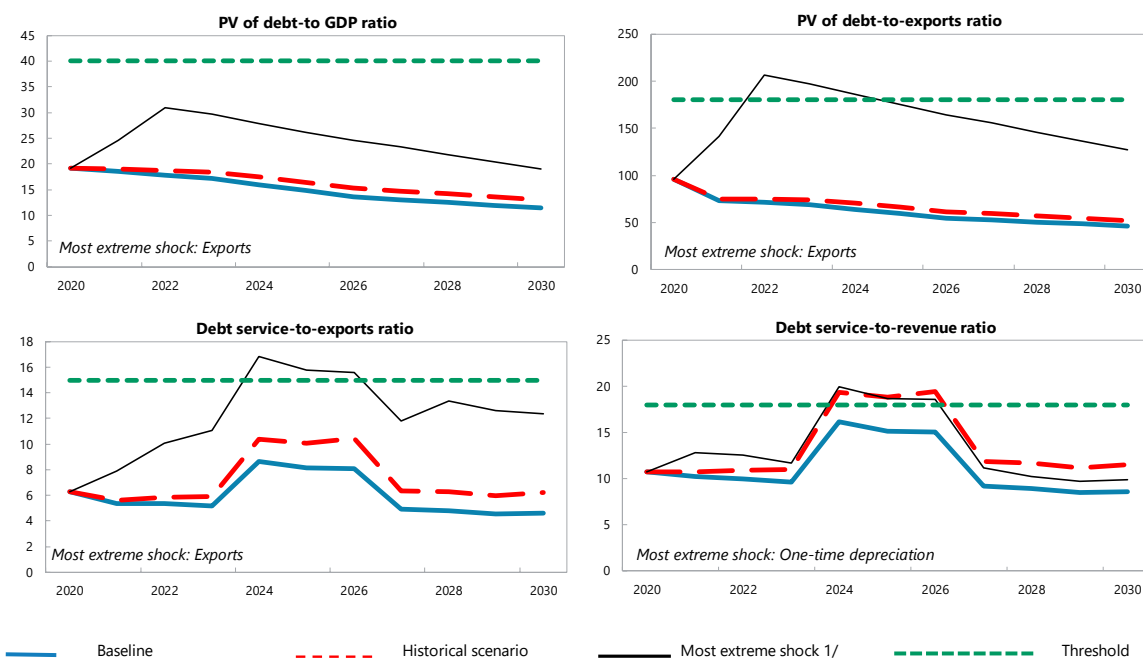 PV of debt-to GDP ratio
45
40
35
30
25
20
15
10
5
0
Most extreme shock: Exports
2020 2022 2024 2026 2028 2030
PV of debt-to-exports ratio
250
200
150
100
50
0
Most extreme shock: Exports
2020 2022 2024 2026 2028 2030
Debt service-to-exports ratio
18
16
14
12
10
8
6
4
2
0
Most extreme shock: Exports
2020 2022 2024 2026 2028 2030
Debt service-to-revenue ratio
25
20
15
10
5
0
Most extreme shock: One-time depreciation
2020 2022 2024 2026 2028 2030
Baseline Historical scenario Most extreme shock 1/ Threshold